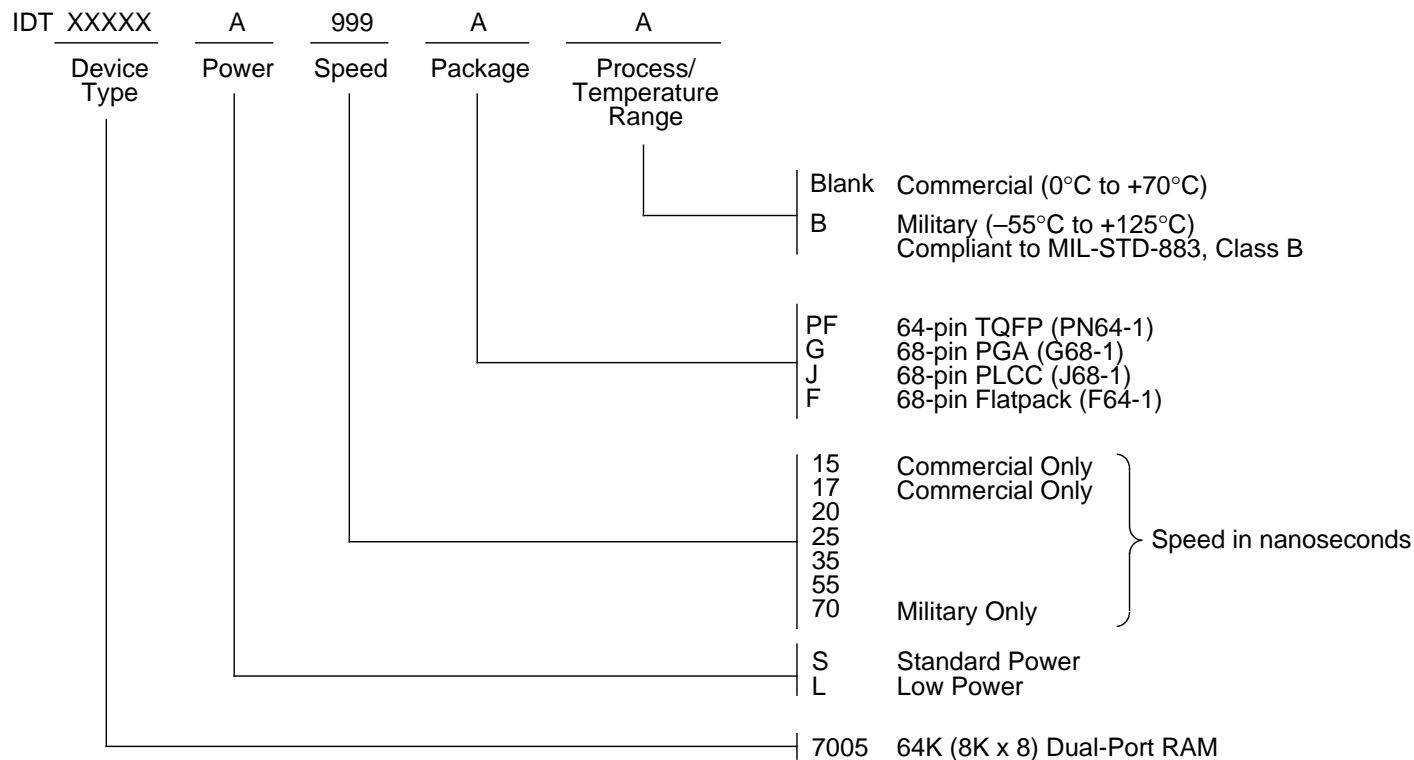 IDT XXXXX A 999 A A
Device Type Power Speed Package Process/ Temperature Range
Blank Commercial (0°C to +70°C)
B Military (–55°C to +125°C)
Compliant to MIL-STD-883, Class B
PF 64-pin TQFP (PN64-1)
G 68-pin PGA (G68-1)
J 68-pin PLCC (J68-1)
F 68-pin Flatpack (F64-1)
15 Commercial Only
17 Commercial Only
20
25
35
55
70 Military Only
Speed in nanoseconds
S Standard Power
L Low Power
7005 64K (8K x 8) Dual-Port RAM